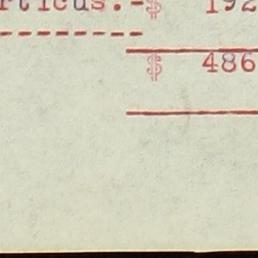 rticus.-$ 192
---------
$ 486